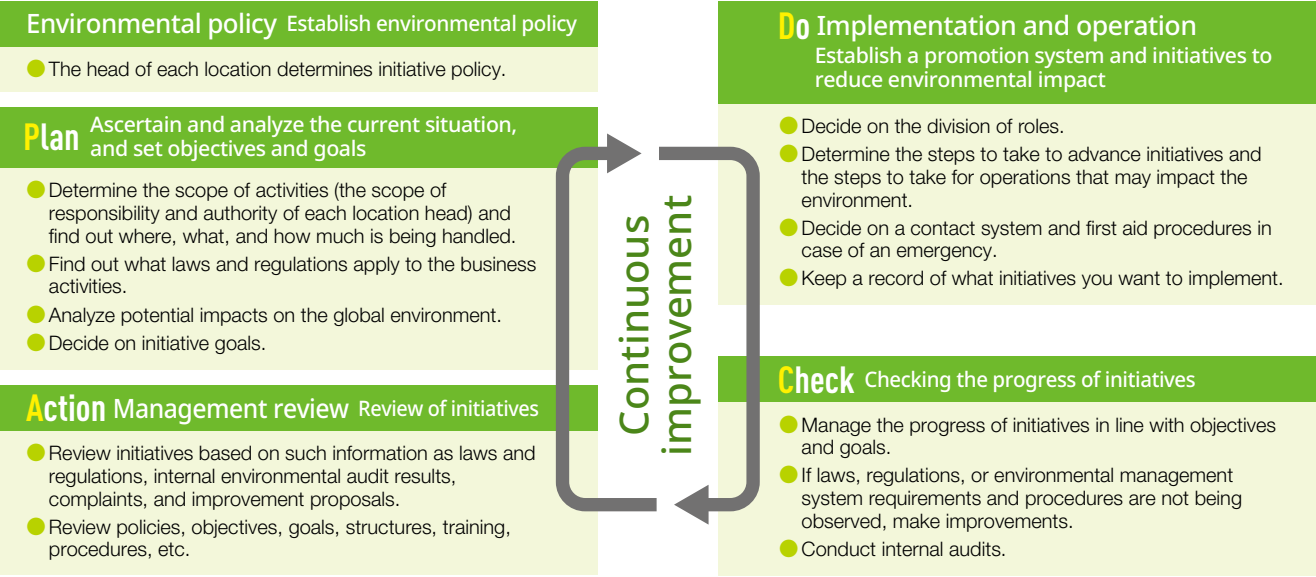 Environmental policy Establish environmental policy
● The head of each location determines initiative policy.
Plan Ascertain and analyze the current situation,
and set objectives and goals
● Determine the scope of activities (the scope of
responsibility and authority of each location head) and
find out where, what, and how much is being handled.
● Find out what laws and regulations apply to the business
activities.
● Analyze potential impacts on the global environment.
● Decide on initiative goals.
Action Management review Review of initiatives
● Review initiatives based on such information as laws and
regulations, internal environmental audit results,
complaints, and improvement proposals.
● Review policies, objectives, goals, structures, training,
procedures, etc.
Continuous
improvement
Do Implementation and operation
Establish a promotion system and initiatives to
reduce environmental impact
● Decide on the division of roles.
● Determine the steps to take to advance initiatives and
the steps to take for operations that may impact the
environment.
● Decide on a contact system and first aid procedures in
case of an emergency.
● Keep a record of what initiatives you want to implement.
Check Checking the progress of initiatives
● Manage the progress of initiatives in line with objectives
and goals.
● If laws, regulations, or environmental management
system requirements and procedures are not being
observed, make improvements.
● Conduct internal audits.